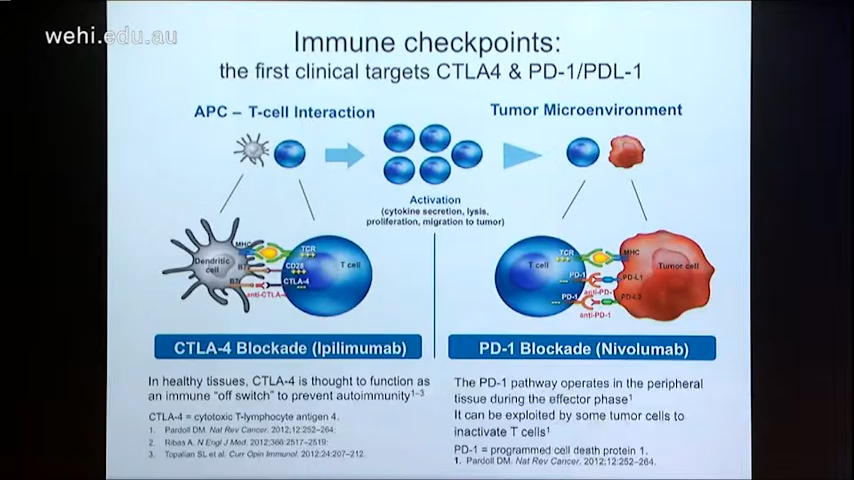 wehi.edu.au
Immune checkpoints:
the first clinical targets CTLA4 & PD-1/PDL-1
APC – T-cell Interaction
Tumor Microenvironment
Activation
(cytokine secretion, lysis,
proliferation, migration to tumor)
MHC
TCR
+++
Dendritic
cell
B7
CD28
+++
T cell
B7
CTLA-4
---
anti-CTLA-4
TCR
+++
MHC
T cell
Tumor cell
PD-1
---
PD-L1
anti-PD-1
PD-1
---
PD-L2
anti-PD-1
CTLA-4 Blockade (Ipilimumab)
PD-1 Blockade (Nivolumab)
In healthy tissues, CTLA-4 is thought to function as
an immune “off switch” to prevent autoimmunity1–3
CTLA-4 = cytotoxic T-lymphocyte antigen 4.
1. Pardoll DM. Nat Rev Cancer. 2012;12:252–264.
2. Ribas A. N Engl J Med. 2012;366:2517–2519.
3. Topalian SL et al. Curr Opin Immunol. 2012;24:207–212.
The PD-1 pathway operates in the peripheral
tissue during the effector phase1
It can be exploited by some tumor cells to
inactivate T cells1
PD-1 = programmed cell death protein 1.
1. Pardoll DM. Nat Rev Cancer. 2012;12:252–264.